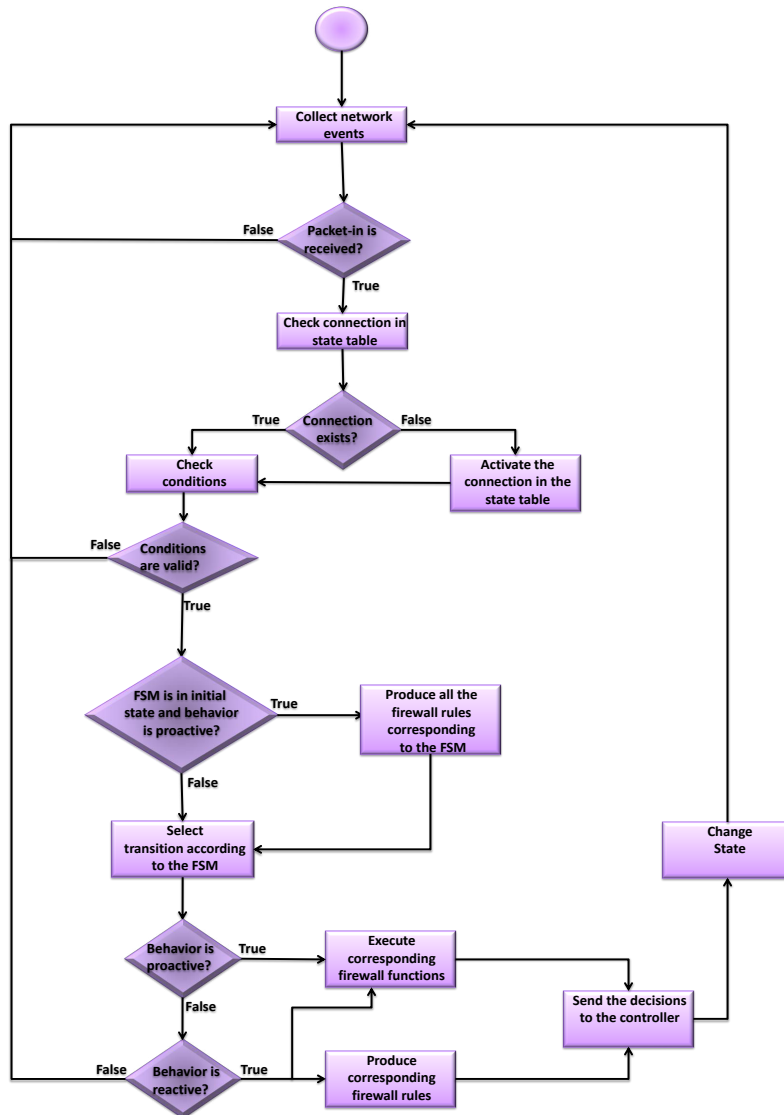 Collect network
events
False
Packet-in is
received?
True
Check connection in
state table
True
Connection
exists?
False
Check
conditions
Activate the
connection in the
state table
False
Conditions
are valid?
True
FSM is in initial
state and behavior
is proactive?
True
Produce all the
firewall rules
corresponding
to the FSM
False
Select
transition according
to the FSM
Change
State
Behavior is
proactive?
True
Execute
corresponding
firewall functions
Send the decisions
to the controller
False
False
Behavior is
reactive?
True
Produce
corresponding
firewall rules